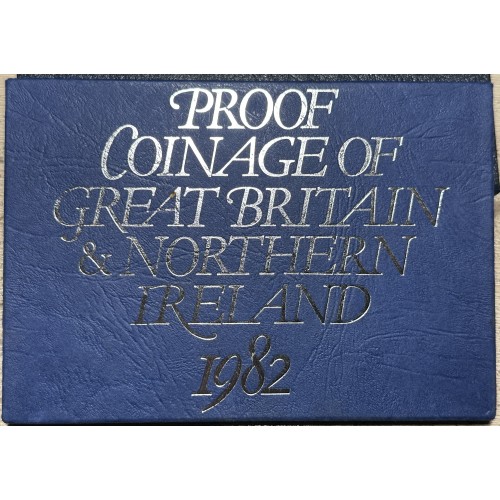 PROOF
COINAGE OF
GREAT BRITAIN
& NORTHERN
IRELAND
1982